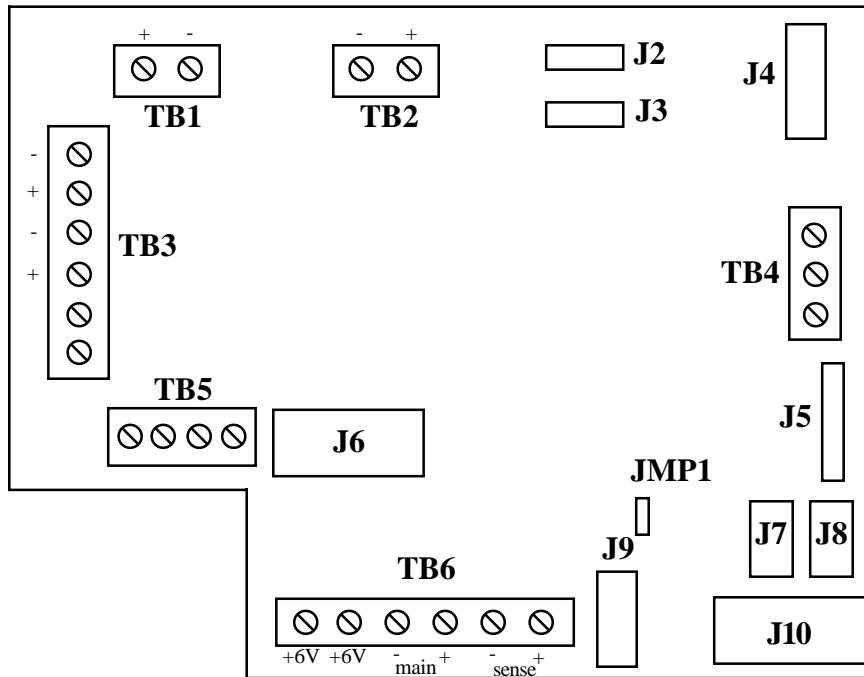 + -
- +
J2
J4
TB1
TB2
J3
-
+
-
TB3
+
TB4
TB5
J5
J6
JMP1
J7
J8
J9
TB6
J10
+6V +6V - + - +
main sense